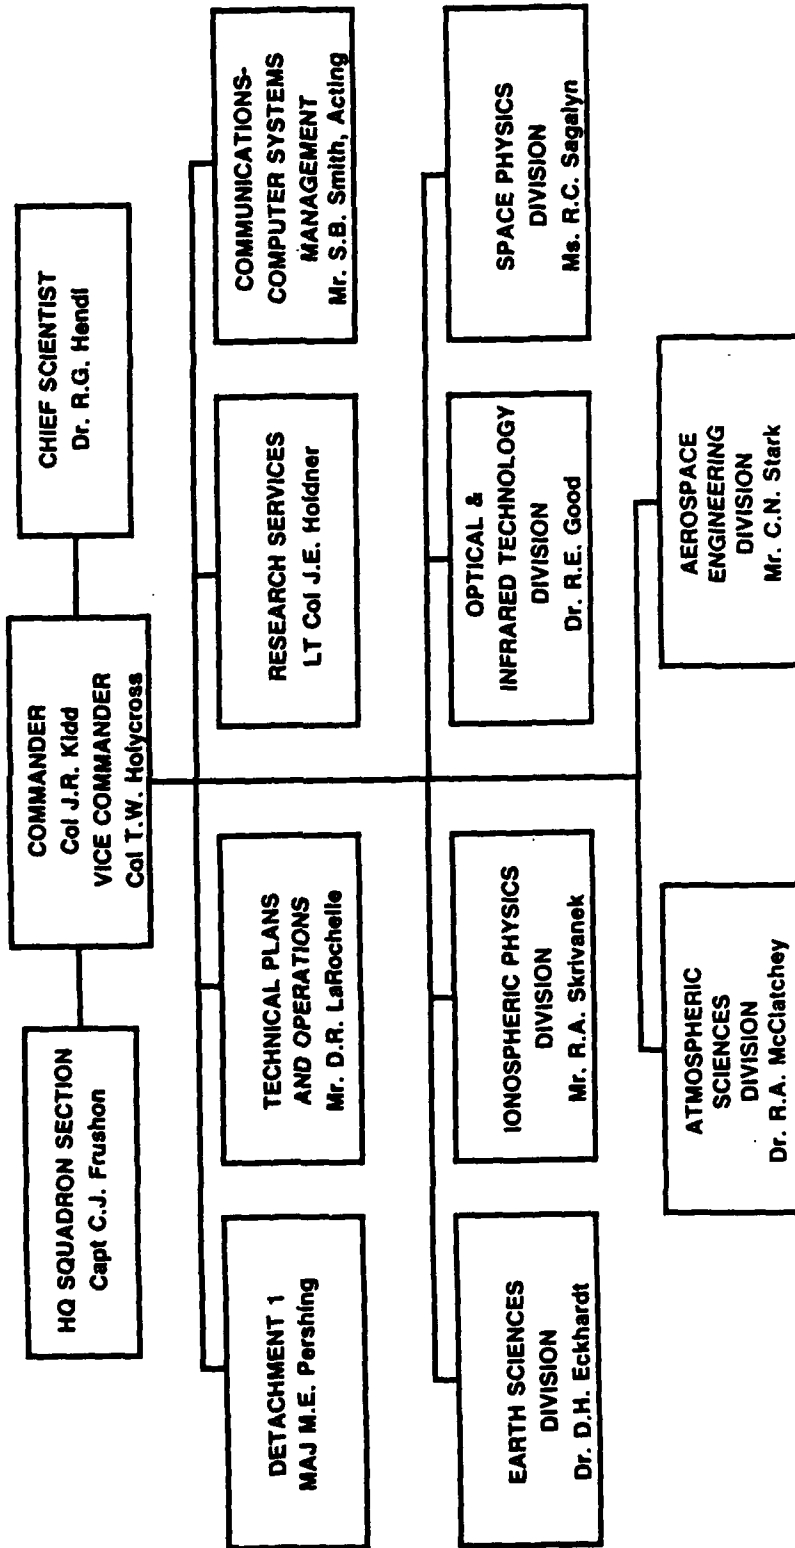 COMMANDER
Col J.R. Kidd
VICE COMMANDER
Col T.W. Holycross
HQ SQUADRON SECTION
Capt C.J. Frushon
CHIEF SCIENTIST
Dr. R.G. Hendl
DETACHMENT 1
MAJ M.E. Pershing
TECHNICAL PLANS
AND OPERATIONS
Mr. D.R. LaRochelle
RESEARCH SERVICES
LT Col J.E. Holdner
COMMUNICATIONS-
COMPUTER SYSTEMS
MANAGEMENT
Mr. S.B. Smith, Acting
EARTH SCIENCES
DIVISION
Dr. D.H. Eckhardt
IONOSPHERIC PHYSICS
DIVISION
Mr. R.A. Skrivanek
OPTICAL &
INFRARED TECHNOLOGY
DIVISION
Dr. R.E. Good
SPACE PHYSICS
DIVISION
Ms. R.C. Sagalyn
ATMOSPHERIC
SCIENCES
DIVISION
Dr. R.A. McClatchey
AEROSPACE
ENGINEERING
DIVISION
Mr. C.N. Stark